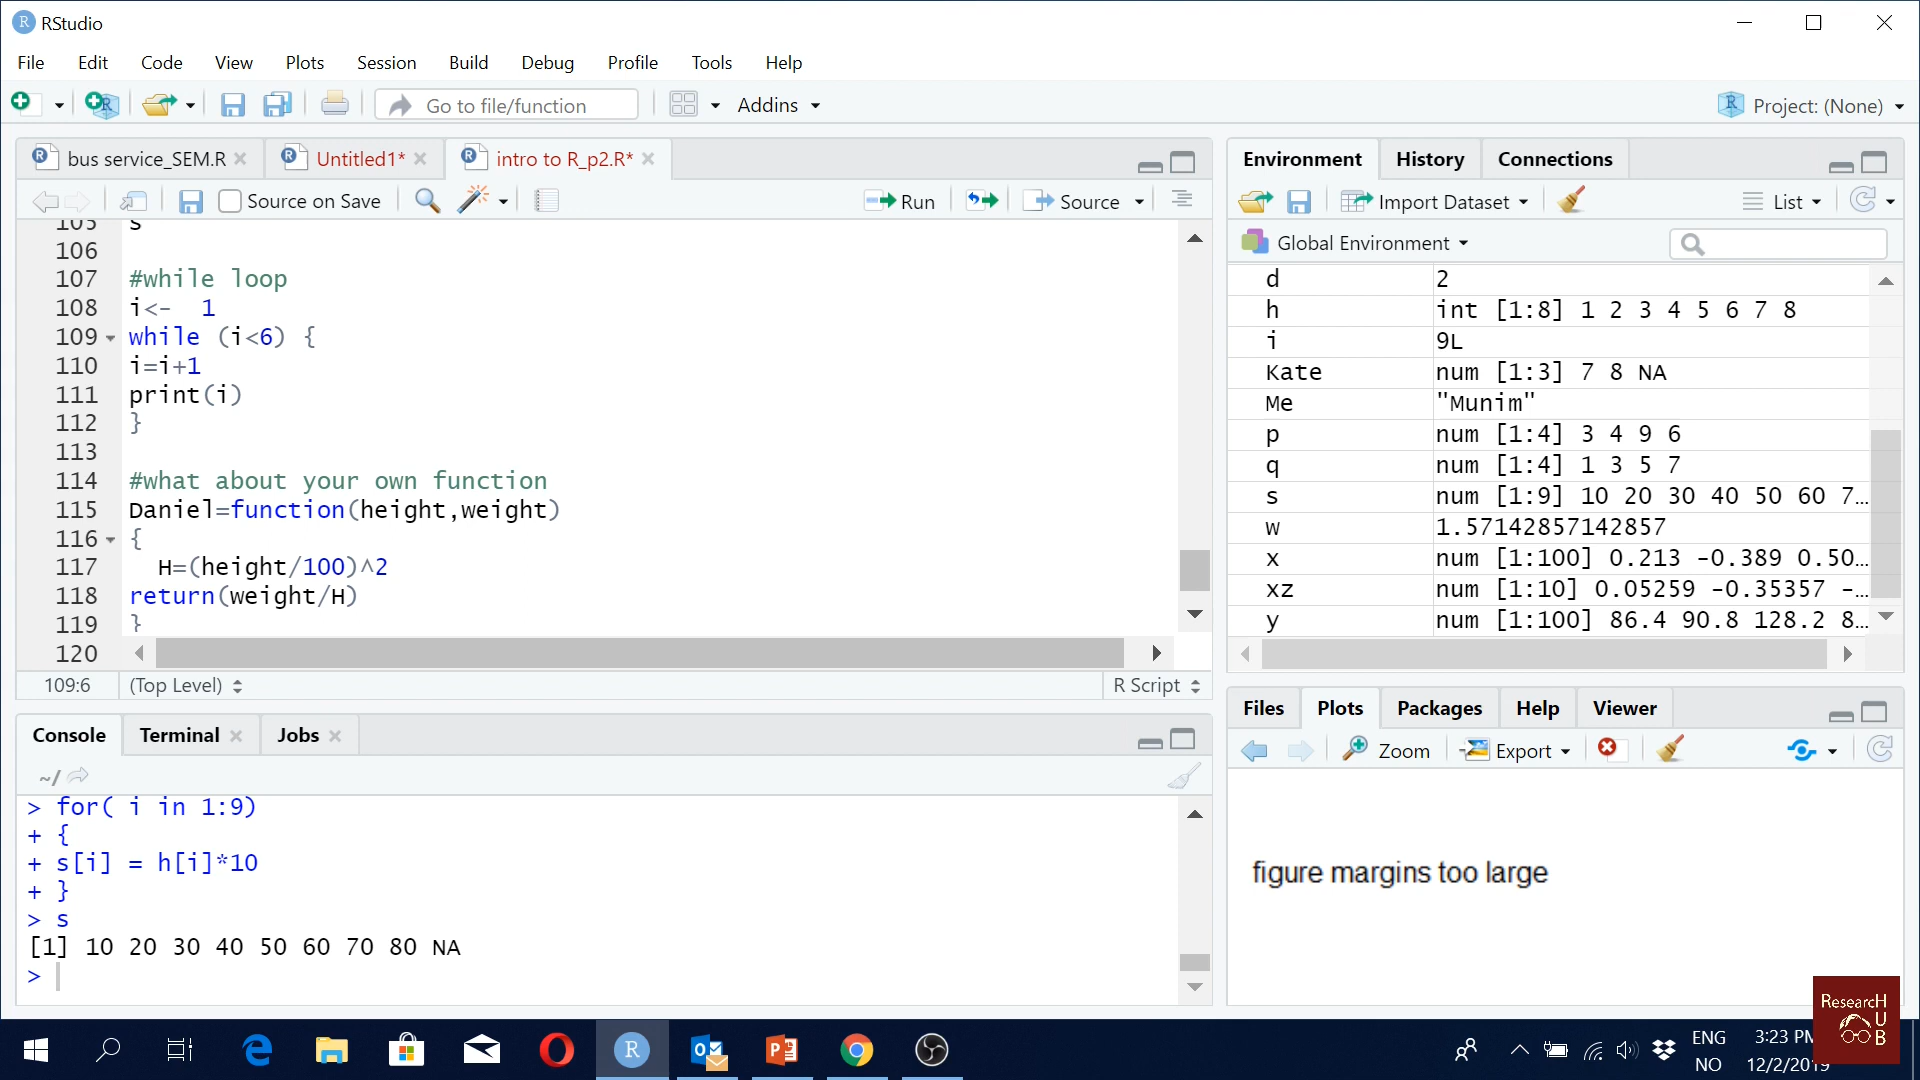 RStudio
File Edit Code View Plots Session Build Debug Profile Tools Help
Go to file/function Addins Project: (None)
bus service_SEM.R Untitled1* intro to R_p2.R*
Source on Save Run Source
105 s
106
107 #while loop
108 i<-  1
109 while (i<6) {
110 i=i+1
111 print(i)
112 }
113
114 #what about your own function
115 Daniel=function(height,weight)
116 {
117   H=(height/100)^2
118 return(weight/H)
119 }
120
109:6 (Top Level) R Script
Console Terminal Jobs
~/
> for( i in 1:9)
+ {
+ s[i] = h[i]*10
+ }
> s
[1] 10 20 30 40 50 60 70 80 NA
>
Environment History Connections
Import Dataset List
Global Environment
d 2
h int [1:8] 1 2 3 4 5 6 7 8
i 9L
Kate num [1:3] 7 8 NA
Me "Munim"
p num [1:4] 3 4 9 6
q num [1:4] 1 3 5 7
s num [1:9] 10 20 30 40 50 60 7...
w 1.57142857142857
x num [1:100] 0.213 -0.389 0.50...
xz num [1:10] 0.05259 -0.35357 -...
y num [1:100] 86.4 90.8 128.2 8...
Files Plots Packages Help Viewer
Zoom Export
figure margins too large
ResearcH
U
B
ENG 3:23 PM
NO 12/2/2019